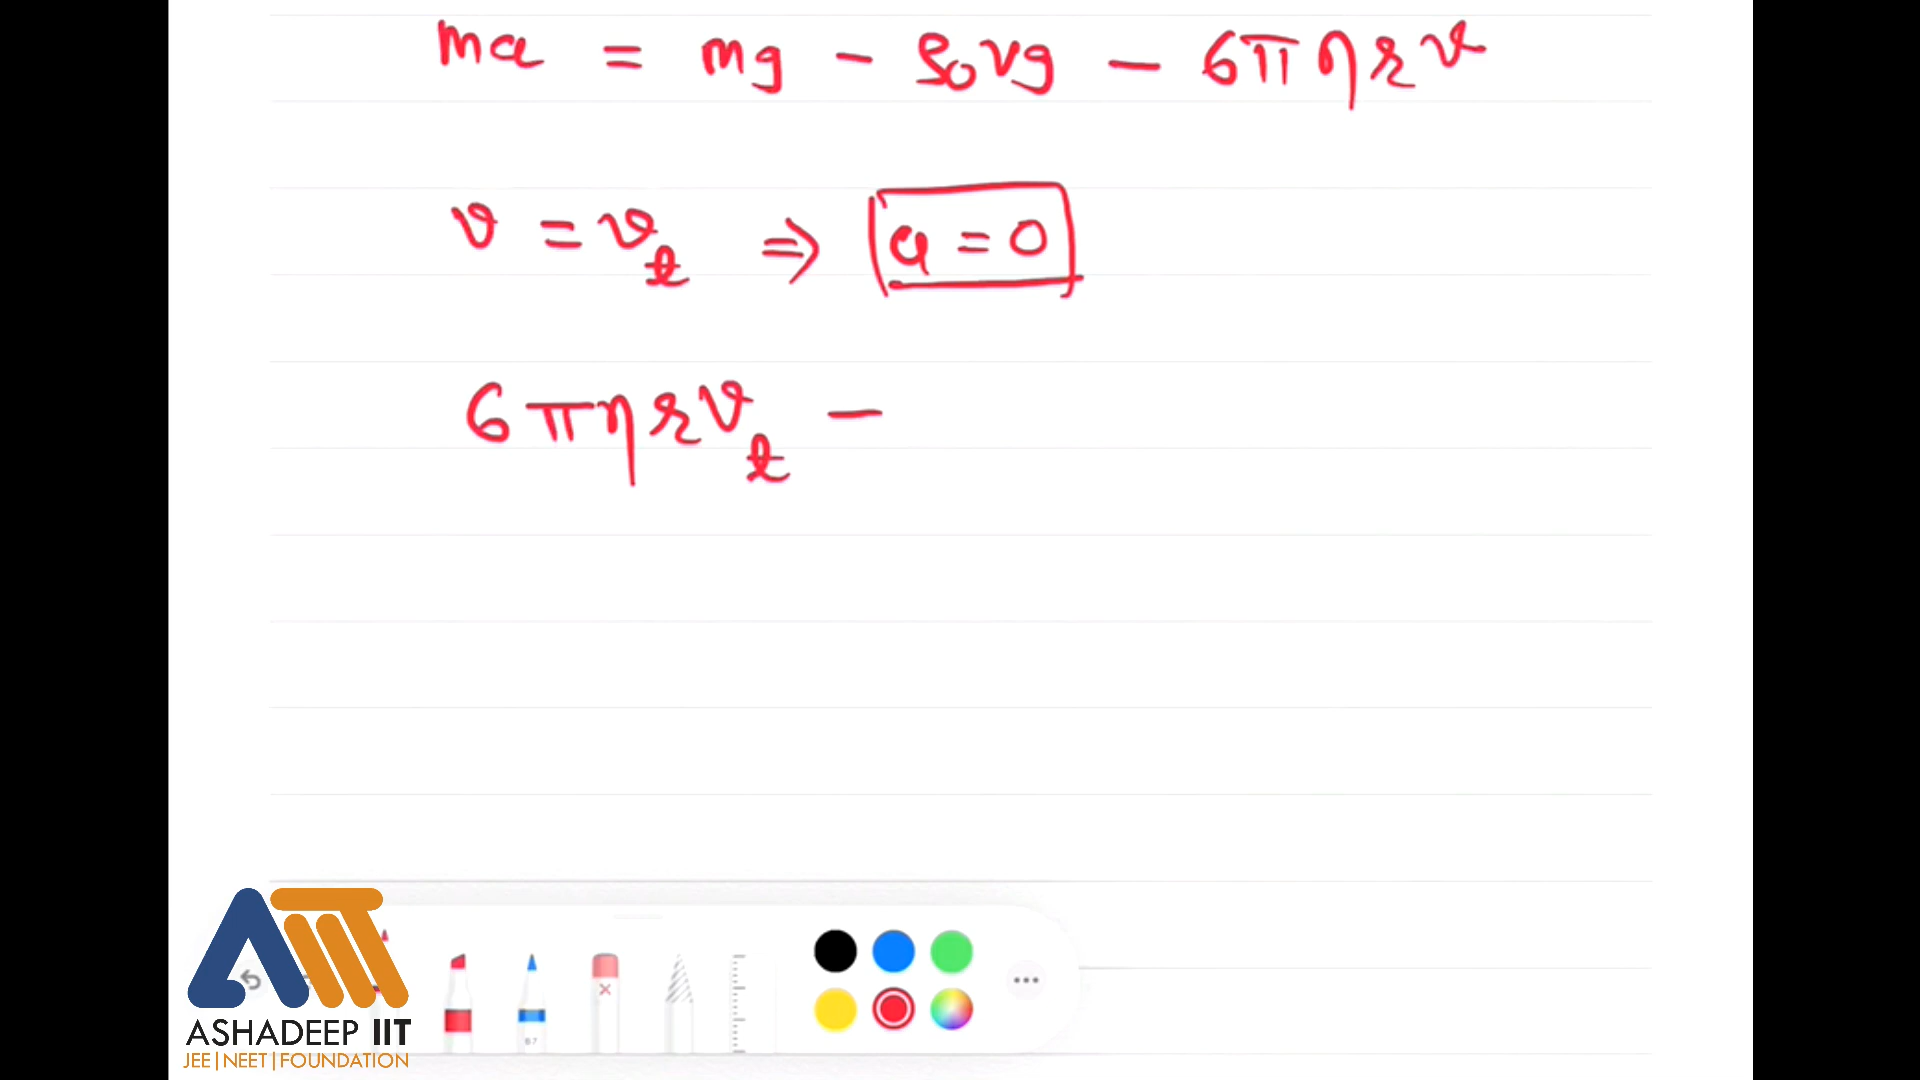 ma = mg - ρ₀vg - 6πηrv
v = vₜ ⇒ a = 0
6πηrvₜ -
ASHADEEP IIT
JEE|NEET|FOUNDATION